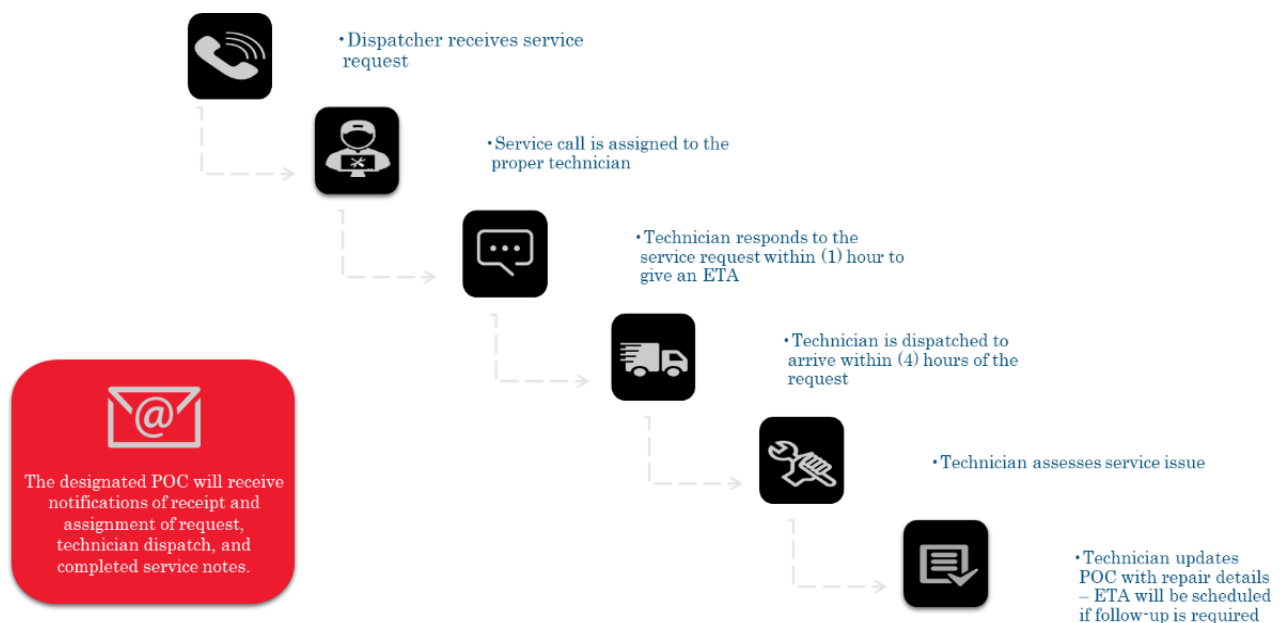 •Dispatcher receives service
request
•Service call is assigned to the
proper technician
•Technician responds to the
service request within (1) hour to
give an ETA
•Technician is dispatched to
arrive within (4) hours of the
request
•Technician assesses service issue
•Technician updates
POC with repair details
– ETA will be scheduled
if follow-up is required
@
The designated POC will receive
notifications of receipt and
assignment of request,
technician dispatch, and
completed service notes.